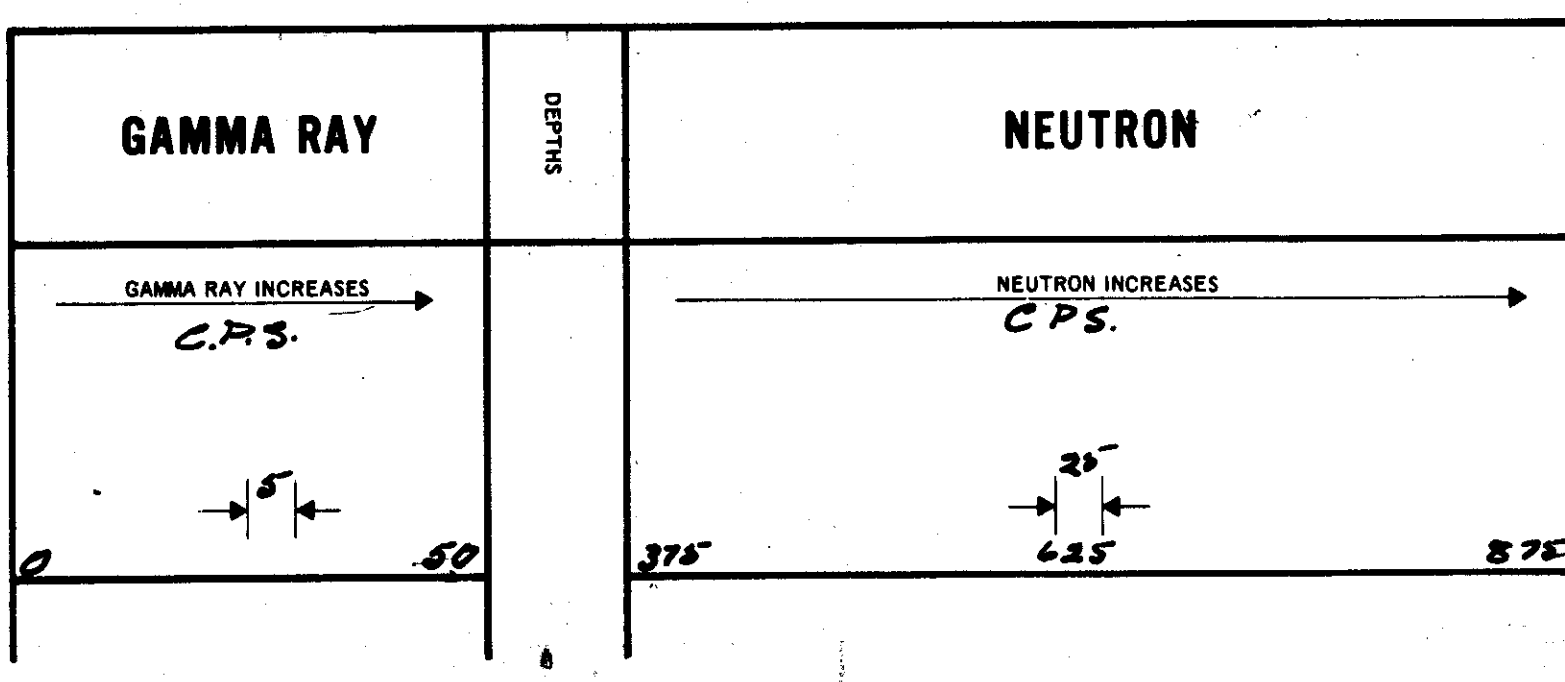 GAMMA RAY
DEPTHS
NEUTRON
GAMMA RAY INCREASES
C.P.S.
NEUTRON INCREASES
CPS.
5
25
0
50
375
625
875